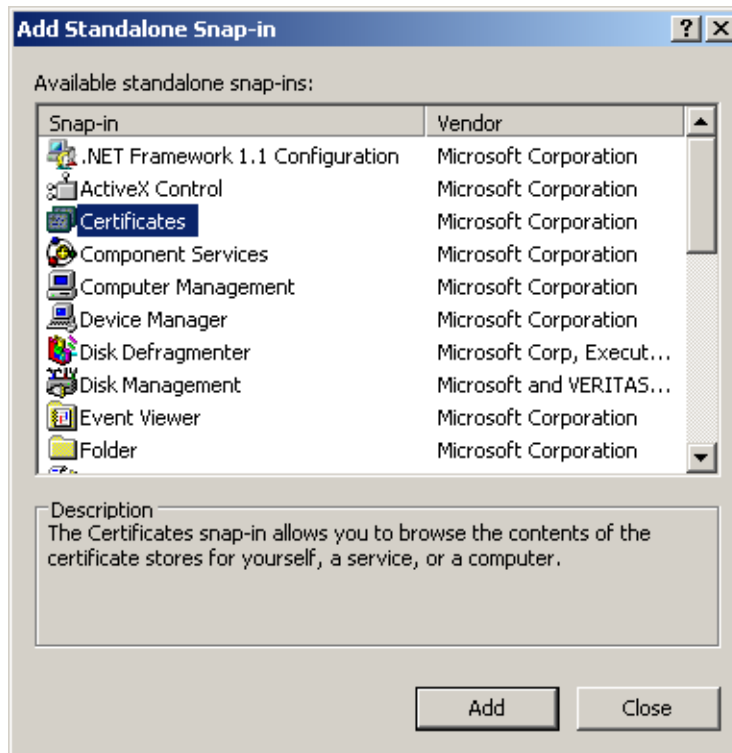 Add Standalone Snap-in
Available standalone snap-ins:
Snap-in Vendor
.NET Framework 1.1 Configuration Microsoft Corporation
ActiveX Control Microsoft Corporation
Certificates Microsoft Corporation
Component Services Microsoft Corporation
Computer Management Microsoft Corporation
Device Manager Microsoft Corporation
Disk Defragmenter Microsoft Corp, Execut...
Disk Management Microsoft and VERITAS...
Event Viewer Microsoft Corporation
Folder Microsoft Corporation
Description
The Certificates snap-in allows you to browse the contents of the
certificate stores for yourself, a service, or a computer.
Add Close